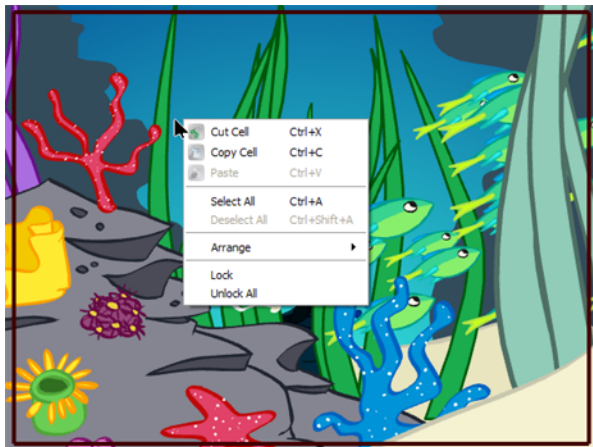 Cut Cell Ctrl+X
Copy Cell Ctrl+C
Paste Ctrl+V
Select All Ctrl+A
Deselect All Ctrl+Shift+A
Arrange
Lock
Unlock All